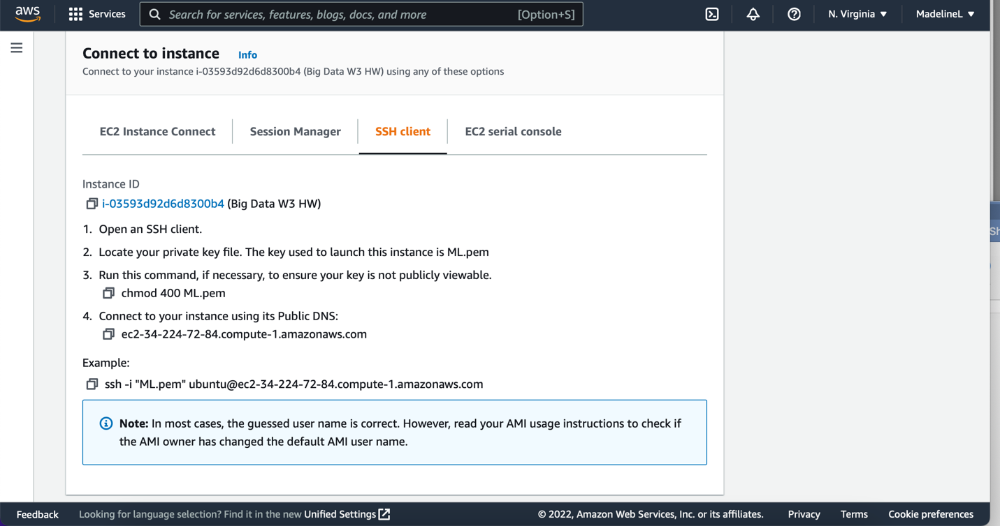 aws Services Search for services, features, blogs, docs, and more [Option+S] N. Virginia ▼ MadelineL ▼
Connect to instance Info
Connect to your instance i-03593d92d6d8300b4 (Big Data W3 HW) using any of these options
EC2 Instance Connect Session Manager SSH client EC2 serial console
Instance ID
i-03593d92d6d8300b4 (Big Data W3 HW)
1. Open an SSH client.
2. Locate your private key file. The key used to launch this instance is ML.pem
3. Run this command, if necessary, to ensure your key is not publicly viewable.
chmod 400 ML.pem
4. Connect to your instance using its Public DNS:
ec2-34-224-72-84.compute-1.amazonaws.com
Example:
ssh -i "ML.pem" ubuntu@ec2-34-224-72-84.compute-1.amazonaws.com
Note: In most cases, the guessed user name is correct. However, read your AMI usage instructions to check if
the AMI owner has changed the default AMI user name.
Feedback Looking for language selection? Find it in the new Unified Settings © 2022, Amazon Web Services, Inc. or its affiliates. Privacy Terms Cookie preferences